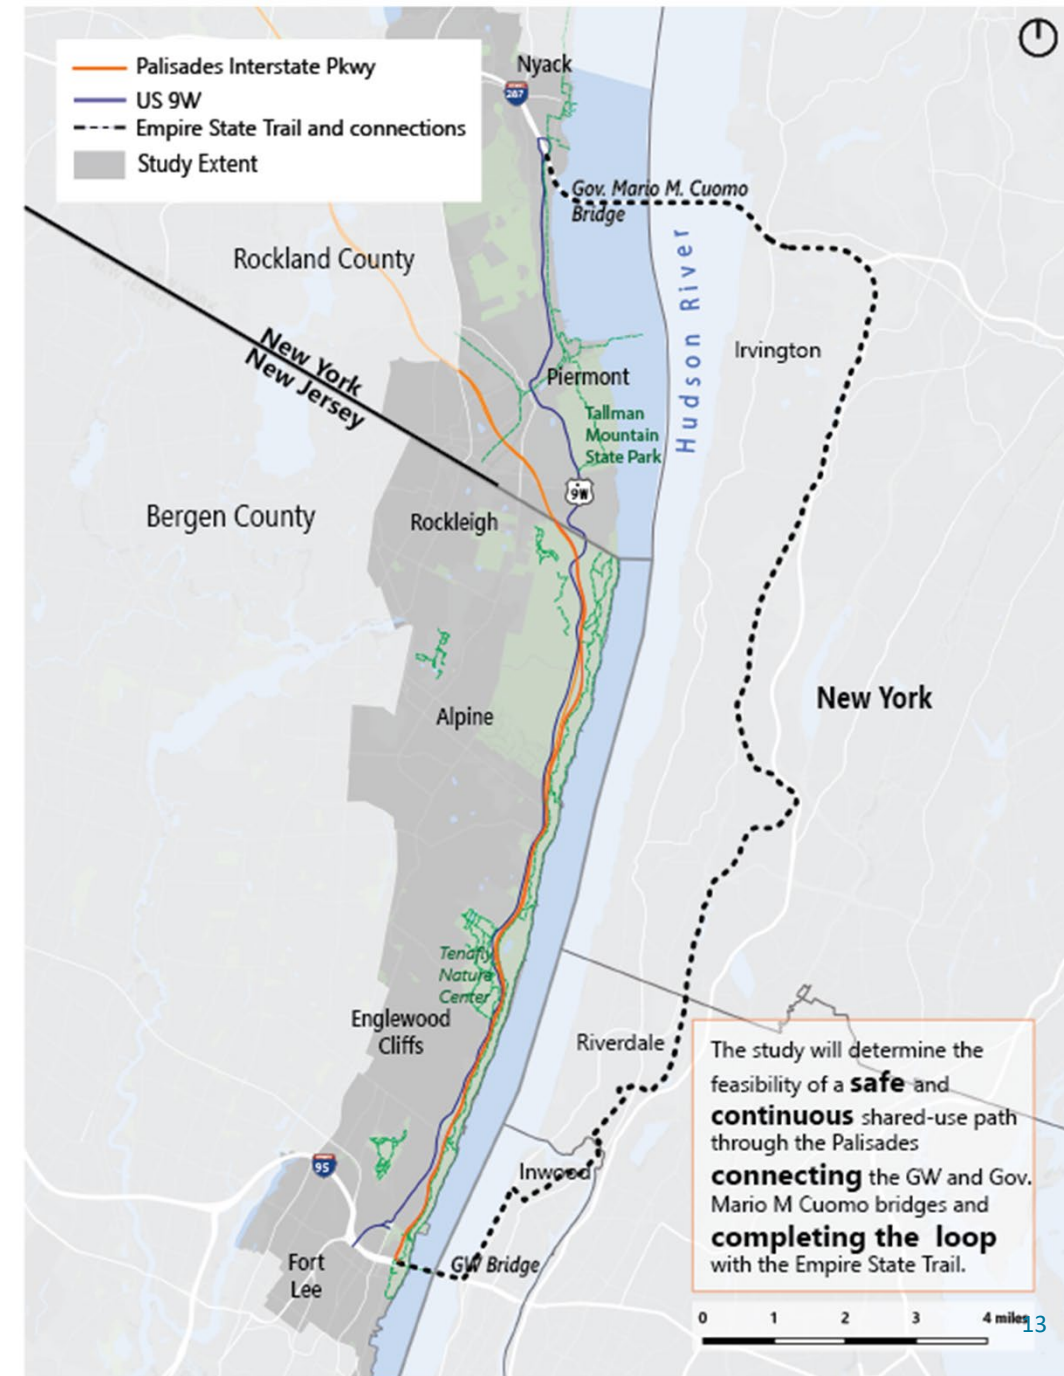 Palisades Interstate Pkwy
US 9W
Empire State Trail and connections
Study Extent
Nyack
287
Gov. Mario M. Cuomo
Bridge
Rockland County
Hudson River
New York
New Jersey
Irvington
Piermont
Tallman
Mountain
State Park
9W
Bergen County
Rockleigh
New York
Alpine
Tenafly
Nature
Center
Englewood
Cliffs
Riverdale
Inwood
95
Fort
Lee
GW Bridge
The study will determine the
feasibility of a safe and
continuous shared-use path
through the Palisades
connecting the GW and Gov.
Mario M Cuomo bridges and
completing the loop
with the Empire State Trail.
0 1 2 3 4 miles
13